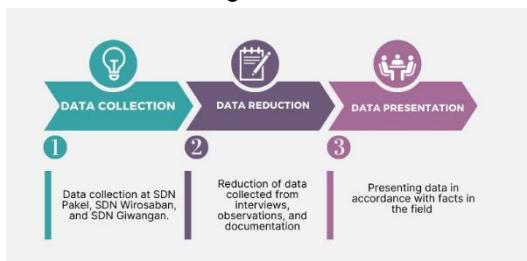 DATA COLLECTION
DATA REDUCTION
DATA PRESENTATION
1
2
3
Data collection at SDN
Pakel, SDN Wirosaban,
and SDN Giwangan.
Reduction of data
collected from
interviews,
observations, and
documentation
Presenting data in
accordance with facts in
the field